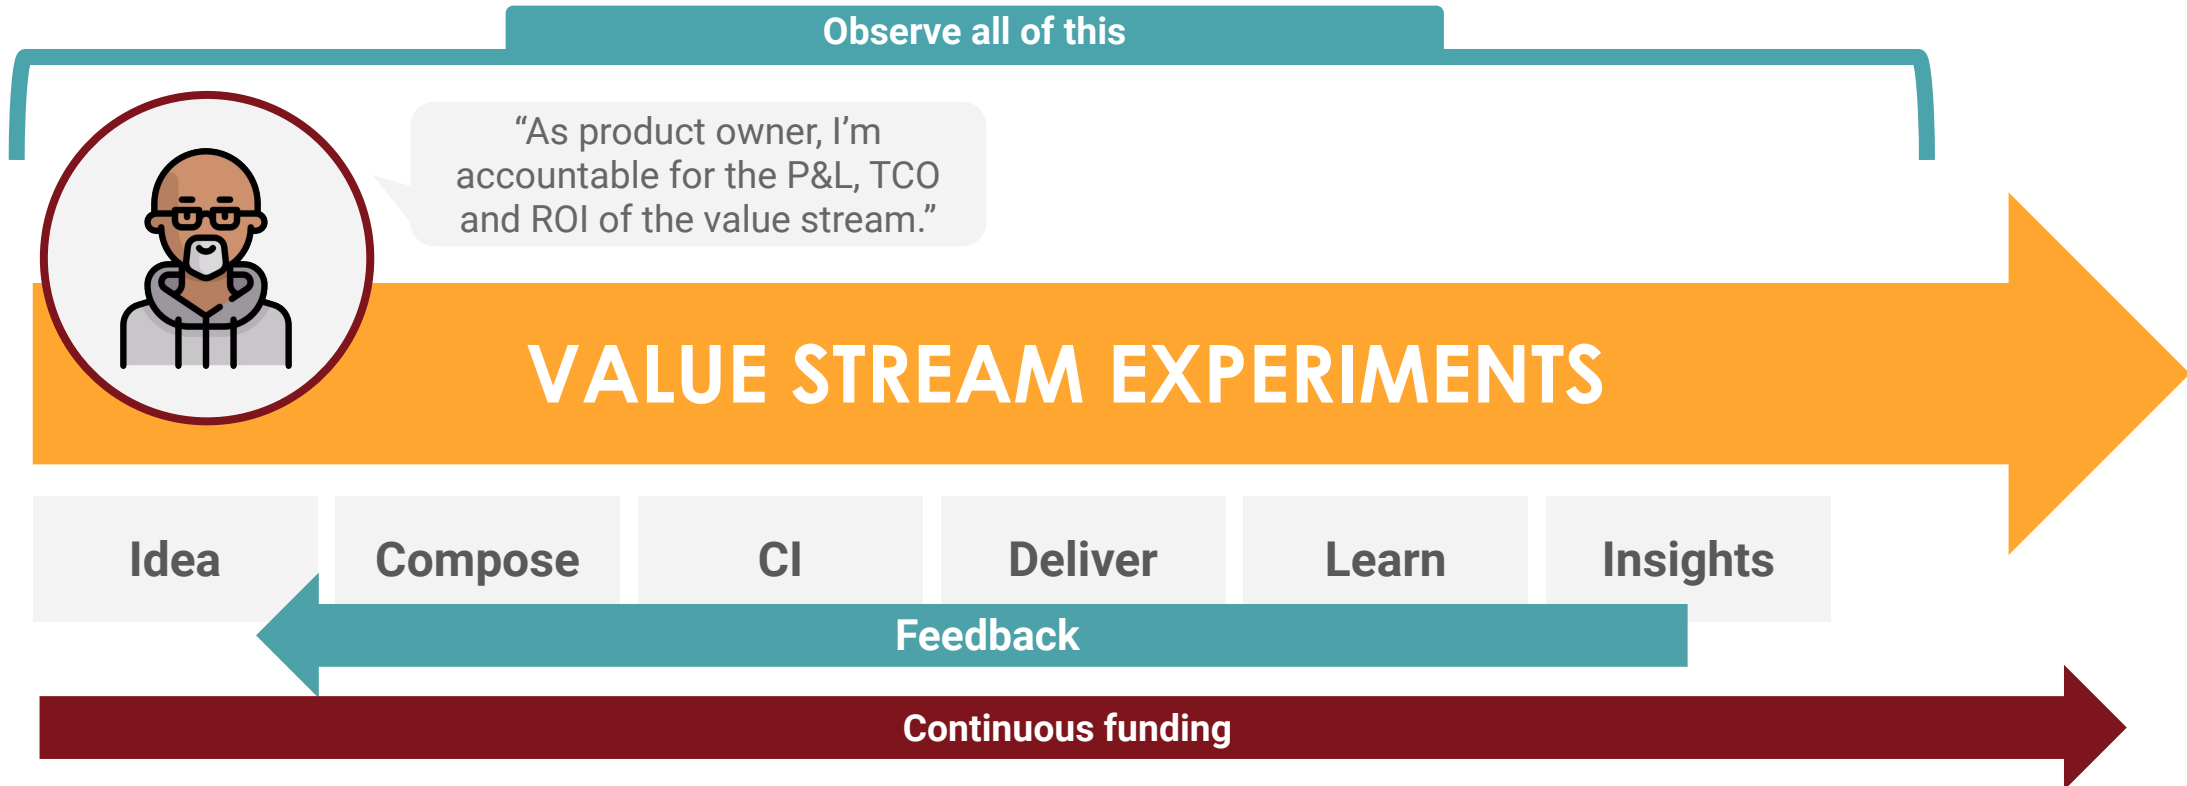 Observe all of this
“As product owner, I’m
accountable for the P&L, TCO
and ROI of the value stream.”
VALUE STREAM EXPERIMENTS
Idea
Compose
CI
Deliver
Learn
Insights
Feedback
Continuous funding